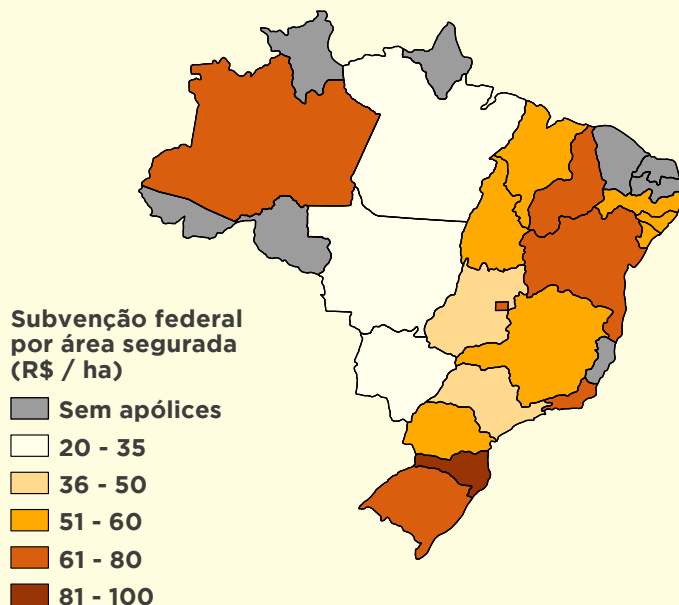 Subvenção federal
por área segurada
(R$ / ha)
Sem apólices
20 - 35
36 - 50
51 - 60
61 - 80
81 - 100